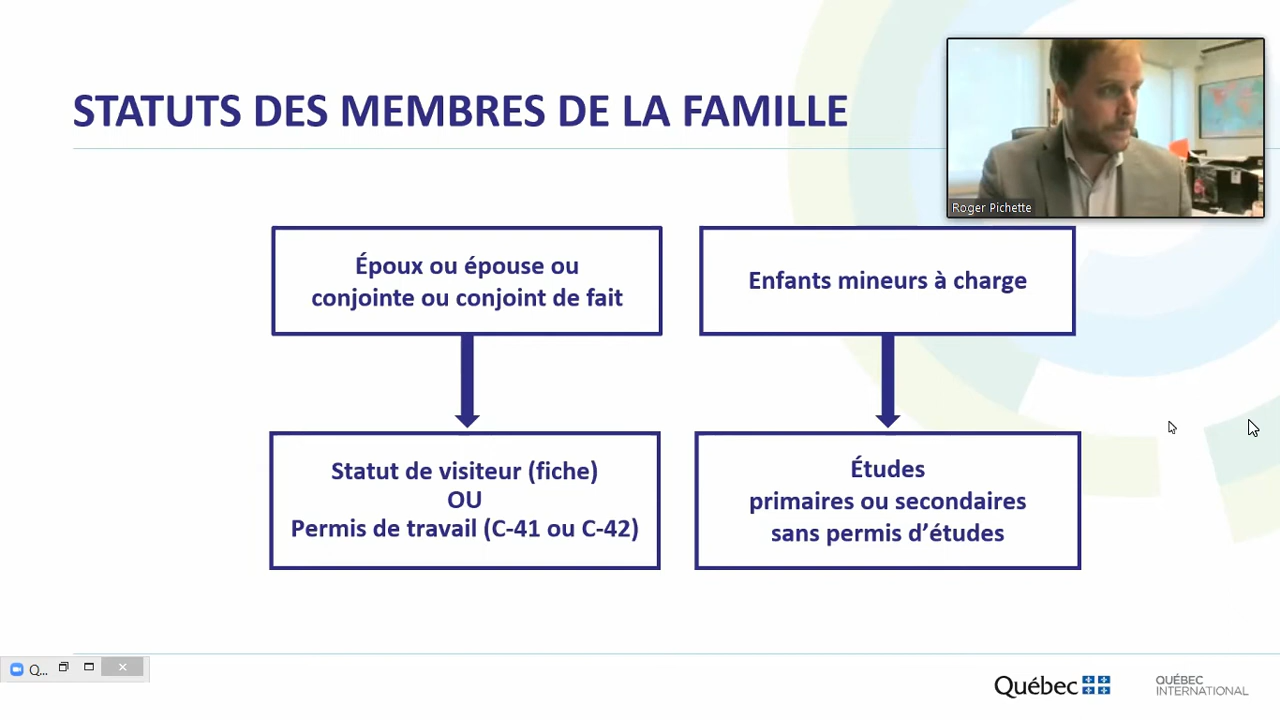 STATUTS DES MEMBRES DE LA FAMILLE
Roger Pichette
Époux ou épouse ou
conjointe ou conjoint de fait
Enfants mineurs à charge
Statut de visiteur (fiche)
OU
Permis de travail (C-41 ou C-42)
Études
primaires ou secondaires
sans permis d’études
Q...
Québec
QUÉBEC
INTERNATIONAL